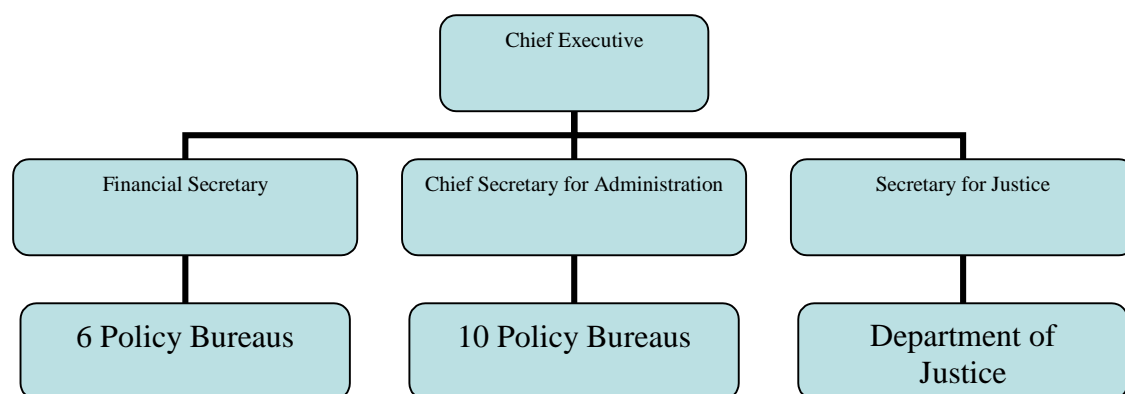 Chief Executive
Financial Secretary
Chief Secretary for Administration
Secretary for Justice
6 Policy Bureaus
10 Policy Bureaus
Department of
Justice